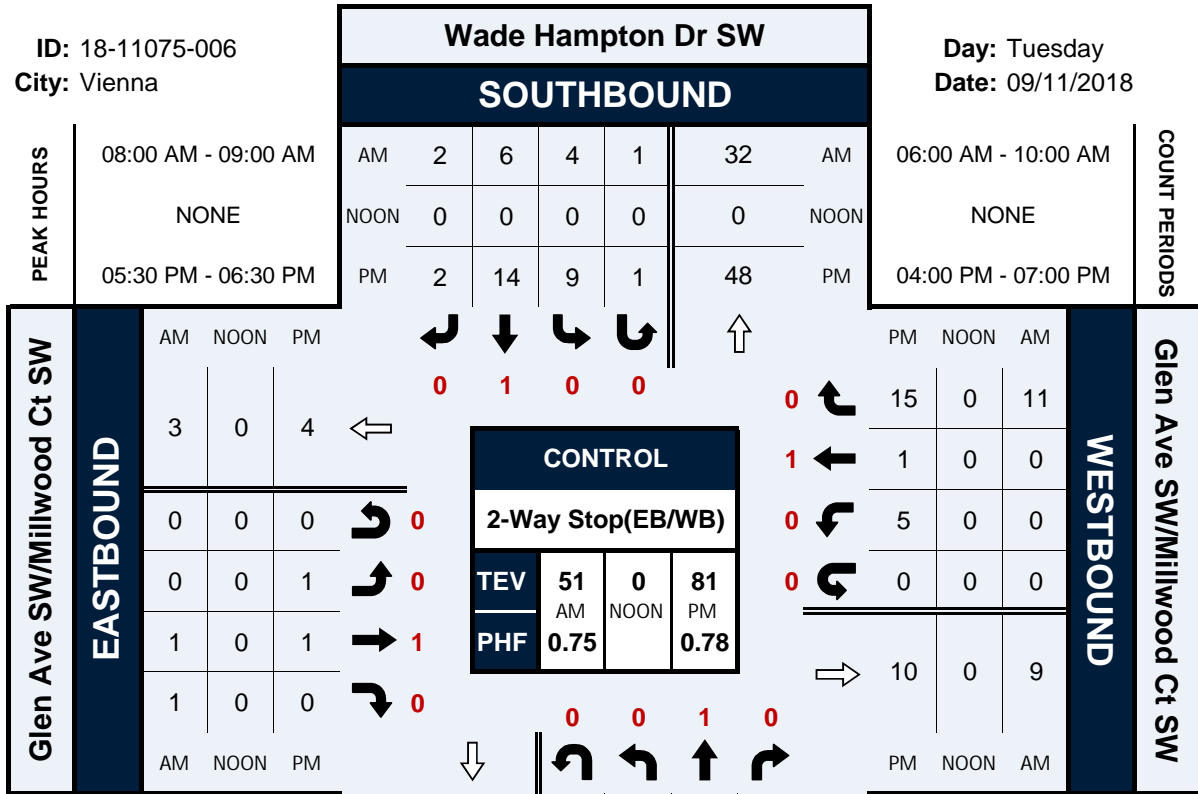 ID: 18-11075-006
City: Vienna
Wade Hampton Dr SW
SOUTHBOUND
Day: Tuesday
Date: 09/11/2018
PEAK HOURS
08:00 AM - 09:00 AM
NONE
05:30 PM - 06:30 PM
AM 2 6 4 1 32 AM
NOON 0 0 0 0 0 NOON
PM 2 14 9 1 48 PM
06:00 AM - 10:00 AM
NONE
04:00 PM - 07:00 PM
COUNT PERIODS
0 1 0 0
Glen Ave SW/Millwood Ct SW
EASTBOUND
AM NOON PM
3 0 4
0 0 0 0
0 0 1 0
1 0 1 1
1 0 0 0
AM NOON PM
CONTROL
2-Way Stop(EB/WB)
TEV 51 0 81
AM NOON PM
PHF 0.75 0.78
PM NOON AM
0 15 0 11
1 1 0 0
0 5 0 0
0 0 0 0
10 0 9
PM NOON AM
WESTBOUND
Glen Ave SW/Millwood Ct SW
0 0 1 0